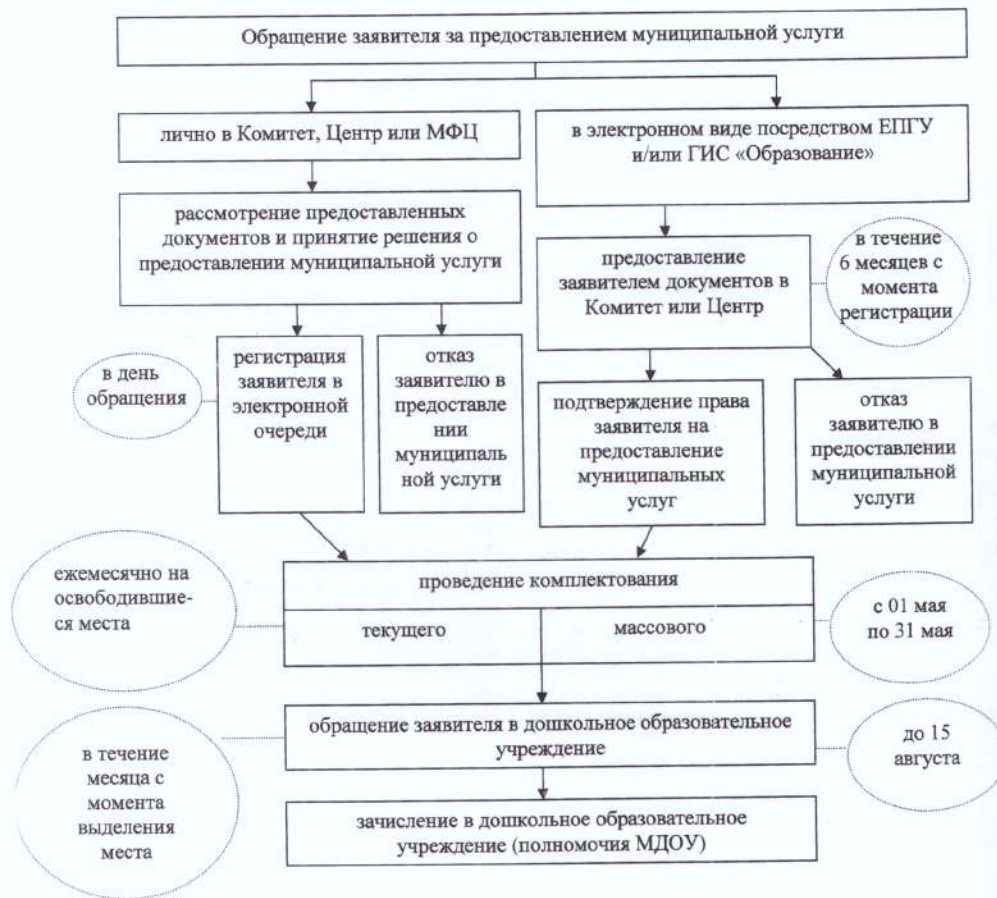 Обращение заявителя за предоставлением муниципальной услуги
лично в Комитет, Центр или МФЦ
в электронном виде посредством ЕПГУ
и/или ГИС «Образование»
рассмотрение предоставленных
документов и принятие решения о
предоставлении муниципальной услуги
предоставление
заявителем документов в
Комитет или Центр
в течение
6 месяцев с
момента
регистрации
в день
обращения
регистрация
заявителя в
электронной
очереди
отказ
заявителю в
предоставле
нии
муниципаль
ной услуги
подтверждение права
заявителя на
предоставление
муниципальных
услуг
отказ
заявителю в
предоставлении
муниципальной
услуги
ежемесячно на
освободившие-
ся места
проведение комплектования
текущего
массового
с 01 мая
по 31 мая
обращение заявителя в дошкольное образовательное
учреждение
в течение
месяца с
момента
выделения
места
до 15
августа
зачисление в дошкольное образовательное
учреждение (полномочия МДОУ)